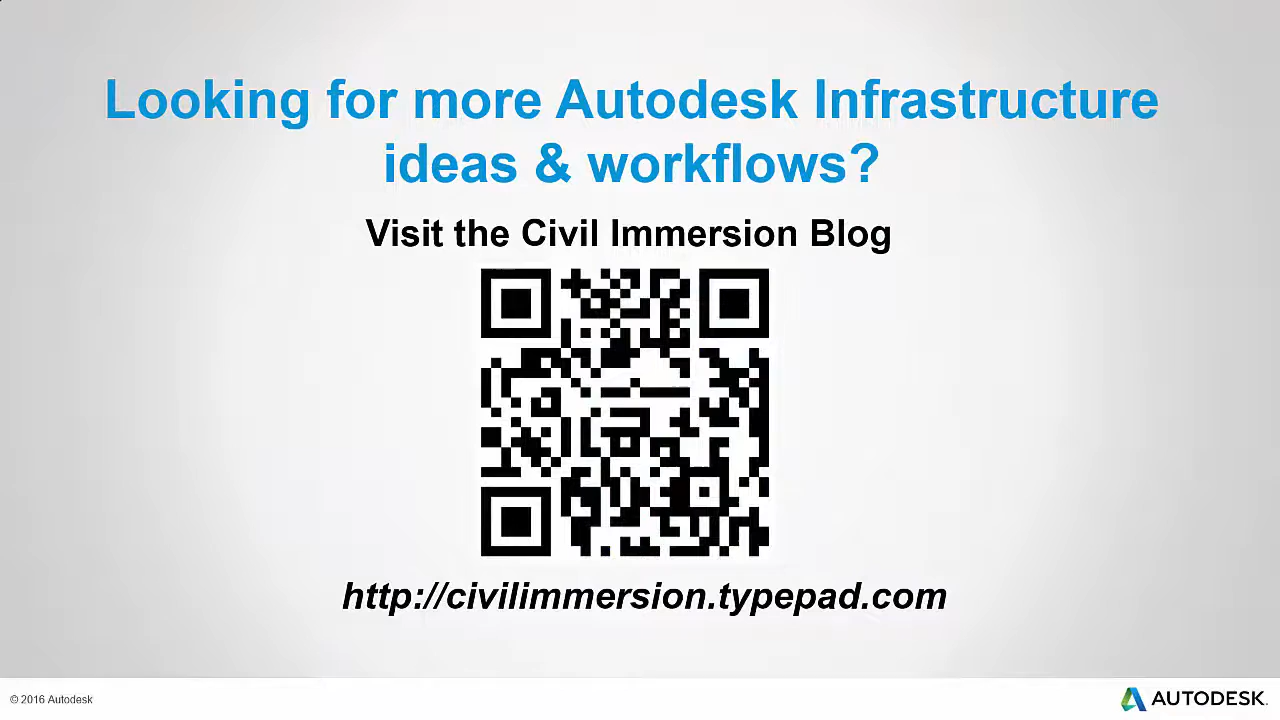 Looking for more Autodesk Infrastructure
ideas & workflows?
Visit the Civil Immersion Blog
http://civilimmersion.typepad.com
© 2016 Autodesk
AUTODESK.